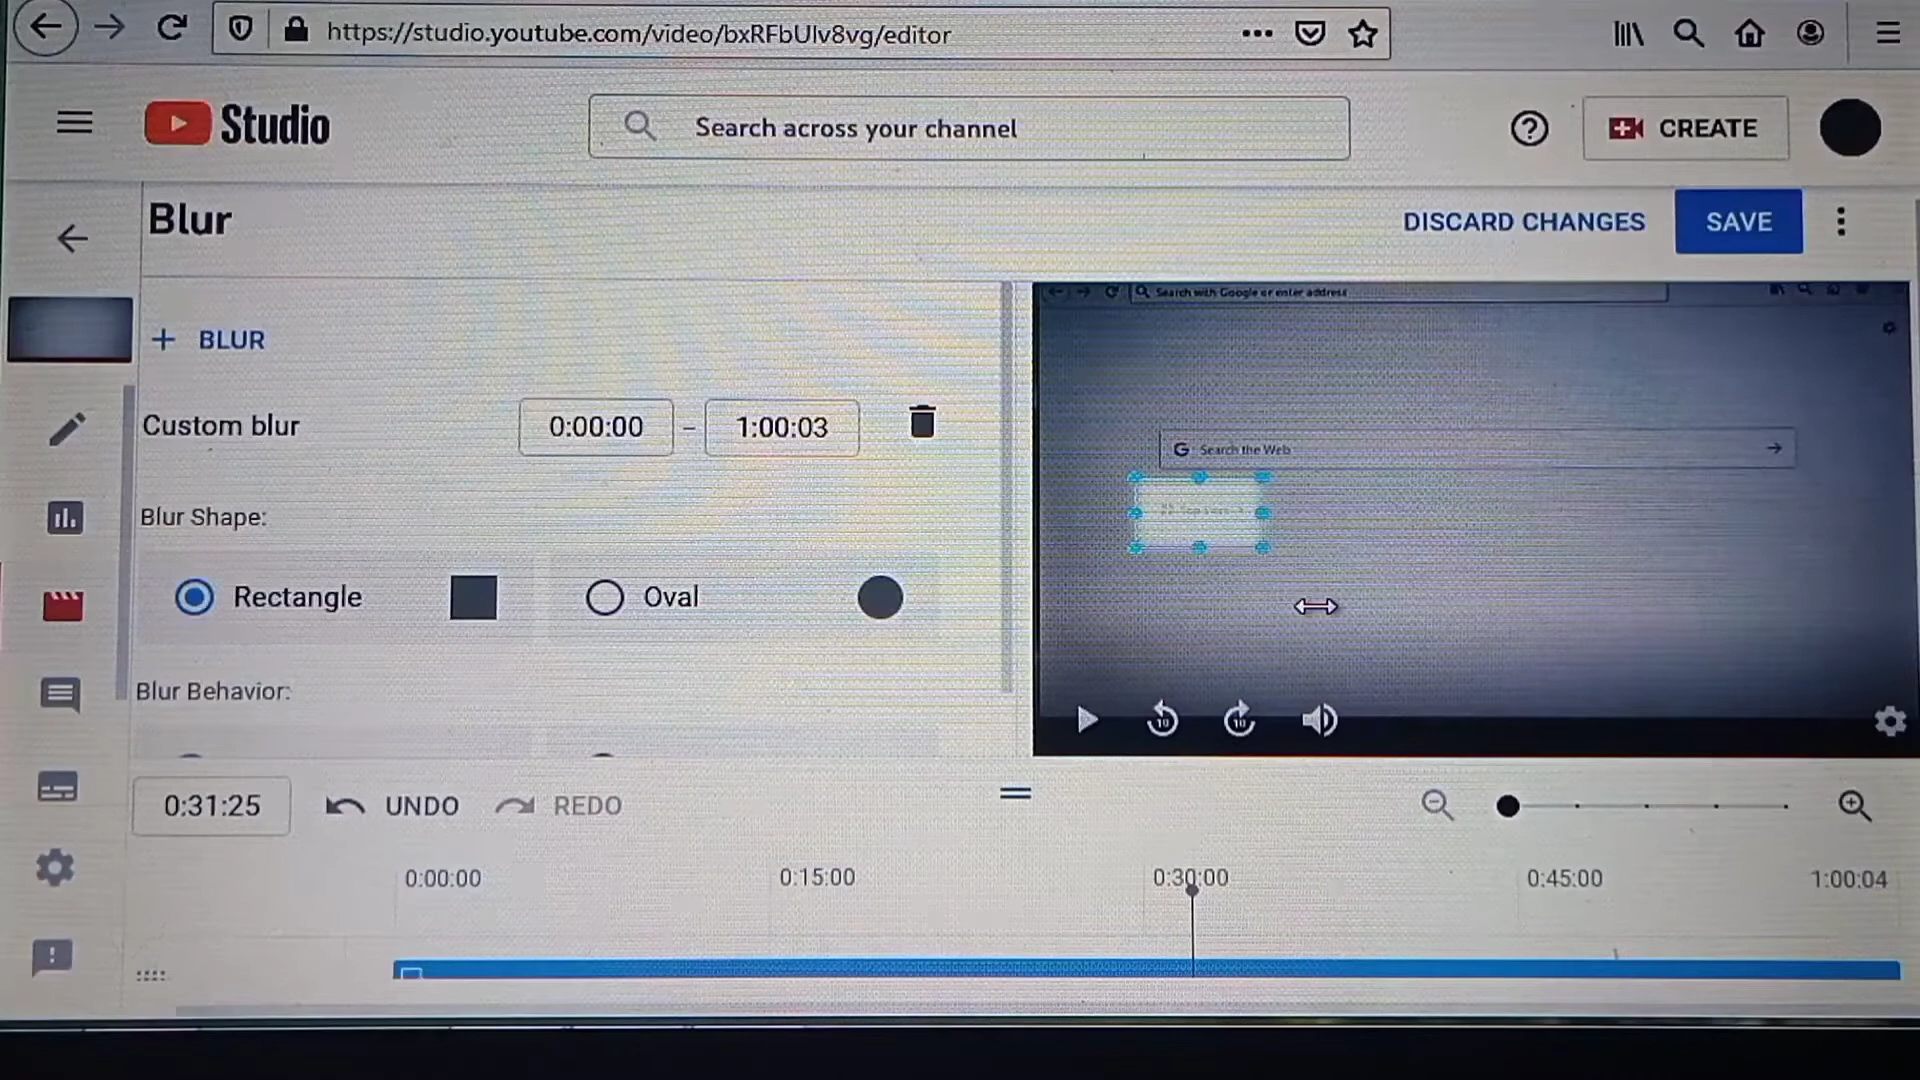 https://studio.youtube.com/video/bxRFbUlv8vg/editor
Studio
Search across your channel
CREATE
Blur
DISCARD CHANGES
SAVE
Search with Google or enter address
+ BLUR
Custom blur
0:00:00 – 1:00:03
G Search the Web
Blur Shape:
Rectangle
Oval
Blur Behavior:
10
10
0:31:25
UNDO
REDO
0:00:00
0:15:00
0:30:00
0:45:00
1:00:04